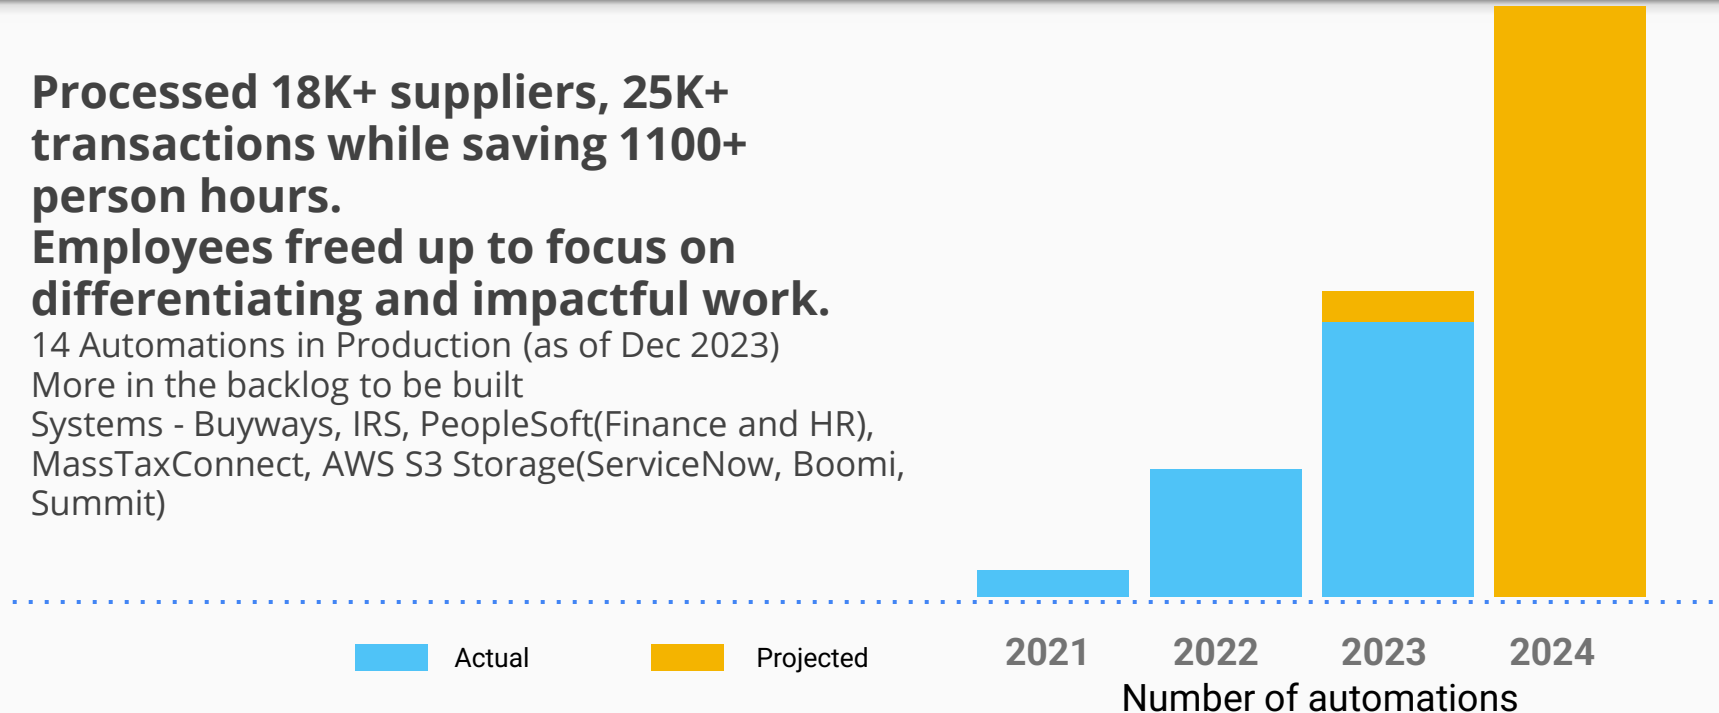 Processed 18K+ suppliers, 25K+
transactions while saving 1100+
person hours.
Employees freed up to focus on
differentiating and impactful work.
14 Automations in Production (as of Dec 2023)
More in the backlog to be built
Systems - Buyways, IRS, PeopleSoft(Finance and HR),
MassTaxConnect, AWS S3 Storage(ServiceNow, Boomi,
Summit)
Actual
Projected
2021
2022
2023
2024
Number of automations